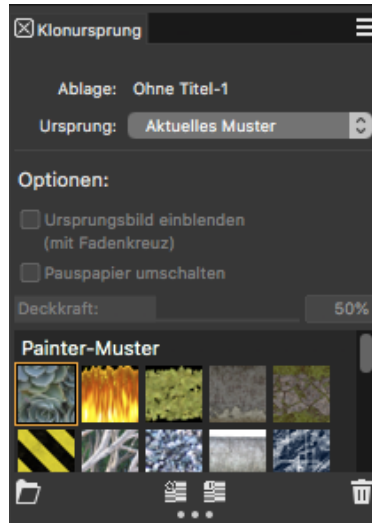 Klonursprung
Ablage: Ohne Titel-1
Ursprung: Aktuelles Muster
Optionen:
Ursprungsbild einblenden
(mit Fadenkreuz)
Pauspapier umschalten
Deckkraft: 50%
Painter-Muster